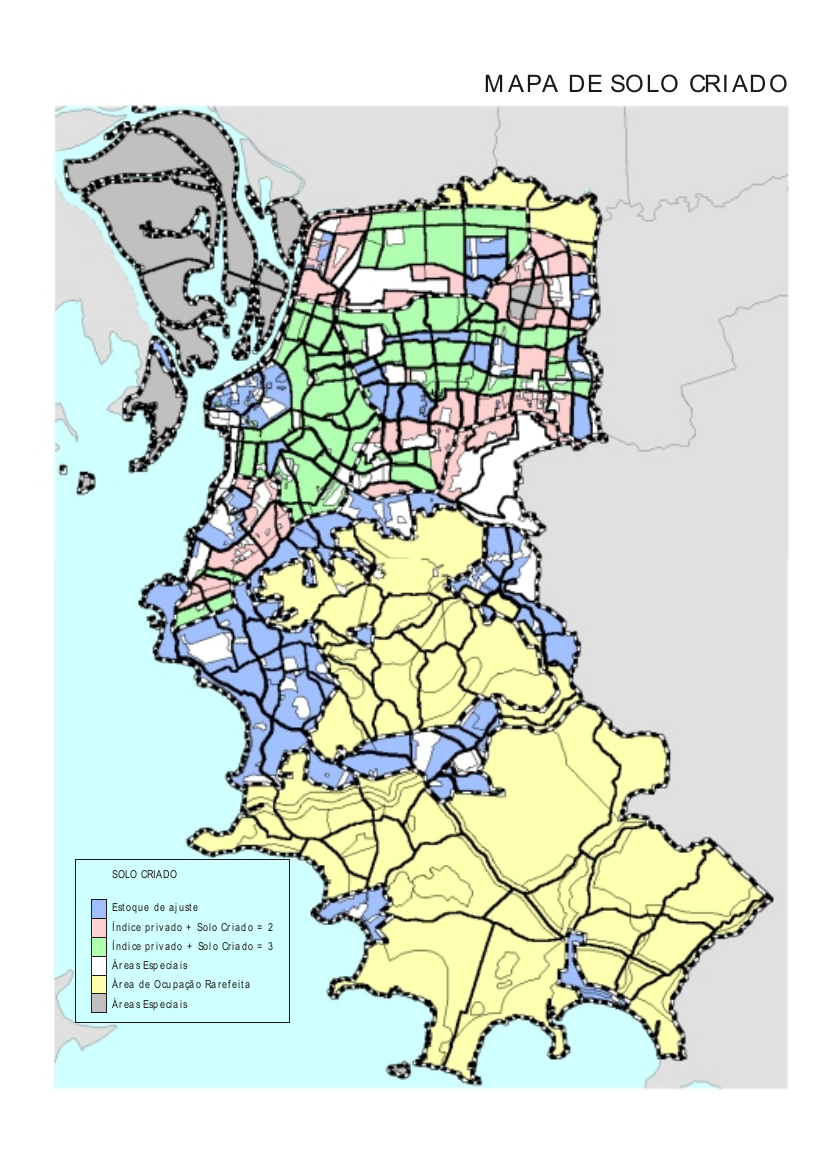 MAPA DE SOLO CRIADO
SOLO CRIADO
Estoque de ajuste
Índice privado + Solo Criado = 2
Índice privado + Solo Criado = 3
Áreas Especiais
Área de Ocupação Rarefeita
Áreas Especiais